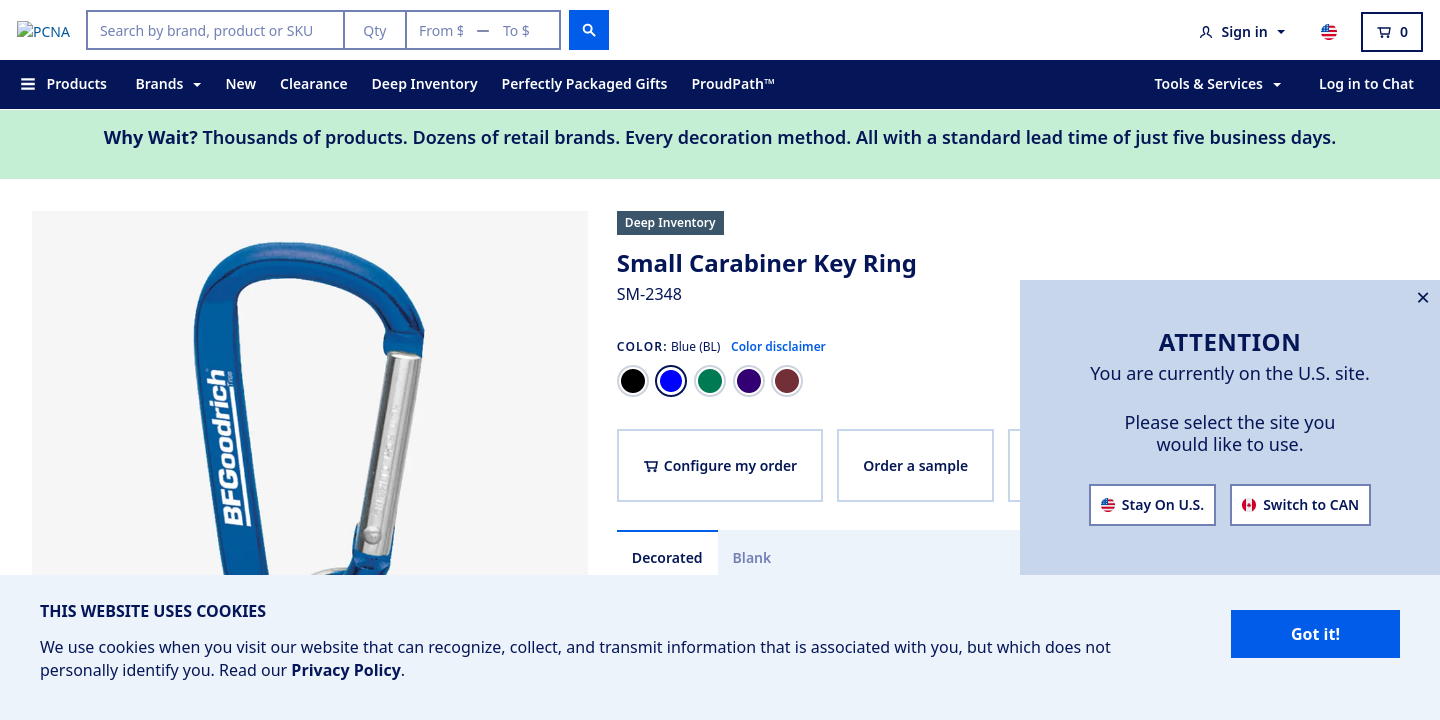 PCNA
Search by brand, product or SKU
Qty
From $
To $
Sign in
0
Products
Brands
New
Clearance
Deep Inventory
Perfectly Packaged Gifts
ProudPath™
Tools & Services
Log in to Chat
Why Wait? Thousands of products. Dozens of retail brands. Every decoration method. All with a standard lead time of just five business days.
BFGoodrich
Deep Inventory
Small Carabiner Key Ring
SM-2348
COLOR: Blue (BL) Color disclaimer
Configure my order
Order a sample
Decorated
Blank
ATTENTION
You are currently on the U.S. site.
Please select the site you
would like to use.
Stay On U.S.
Switch to CAN
THIS WEBSITE USES COOKIES
We use cookies when you visit our website that can recognize, collect, and transmit information that is associated with you, but which does not
personally identify you. Read our Privacy Policy.
Got it!